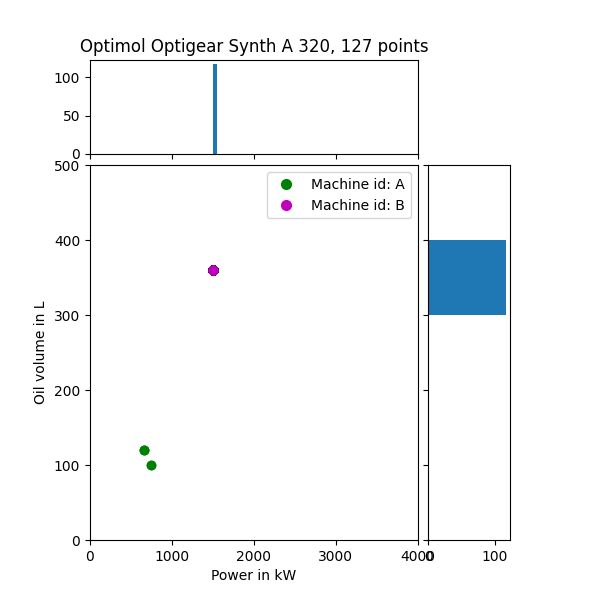 Optimol Optigear Synth A 320, 127 points
100
50
0
500
400
300
200
100
0
Oil volume in L
Machine id: A
Machine id: B
0 1000 2000 3000 4000
0 100
Power in kW